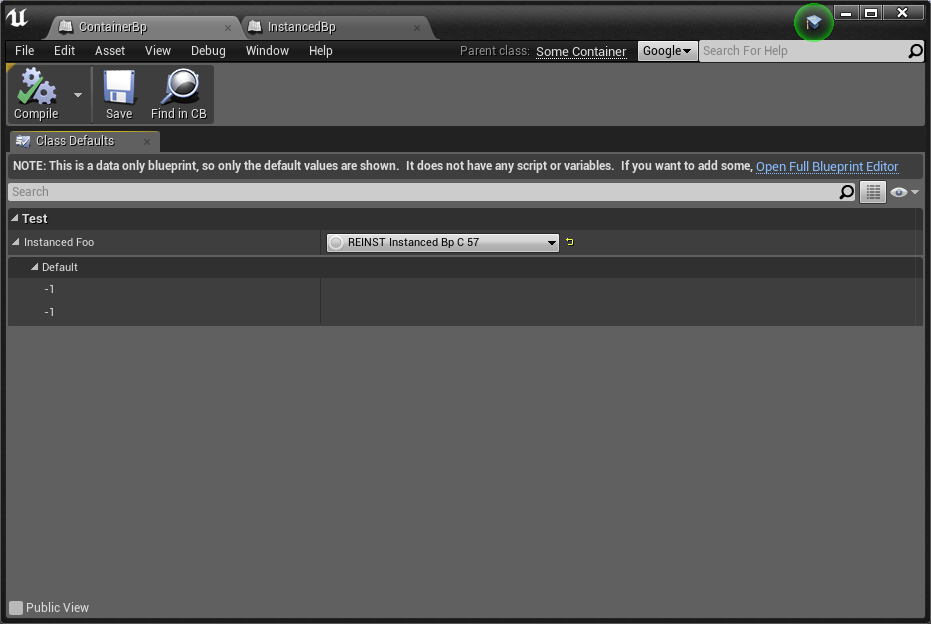 ContainerBp InstancedBp
File Edit Asset View Debug Window Help Parent class: Some Container Google Search For Help
Compile Save Find in CB
Class Defaults
NOTE: This is a data only blueprint, so only the default values are shown. It does not have any script or variables. If you want to add some, Open Full Blueprint Editor
Search
Test
Instanced Foo REINST Instanced Bp C 57
Default
-1
-1
Public View